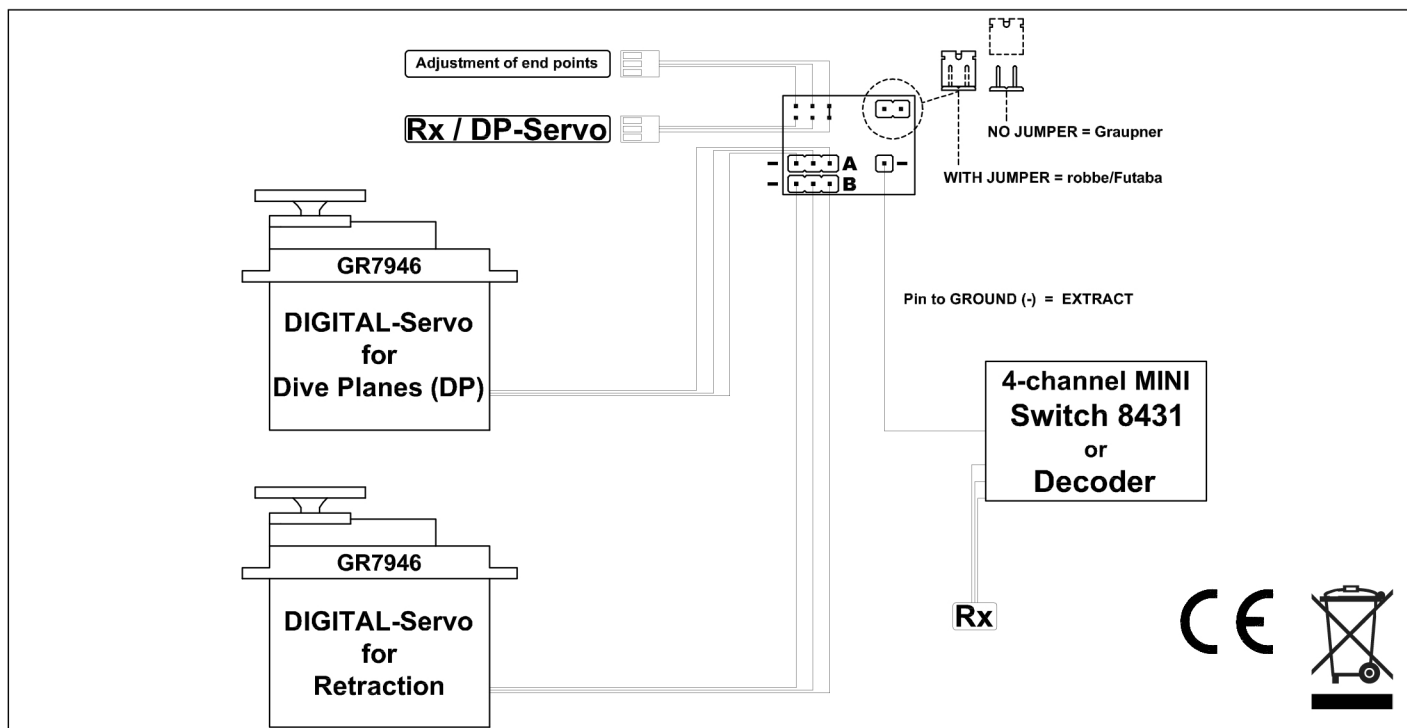 Adjustment of end points
Rx / DP-Servo
NO JUMPER = Graupner
WITH JUMPER = robbe/Futaba
- A
- B
-
GR7946
DIGITAL-Servo
for
Dive Planes (DP)
Pin to GROUND (-) = EXTRACT
4-channel MINI
Switch 8431
or
Decoder
GR7946
DIGITAL-Servo
for
Retraction
Rx
CE